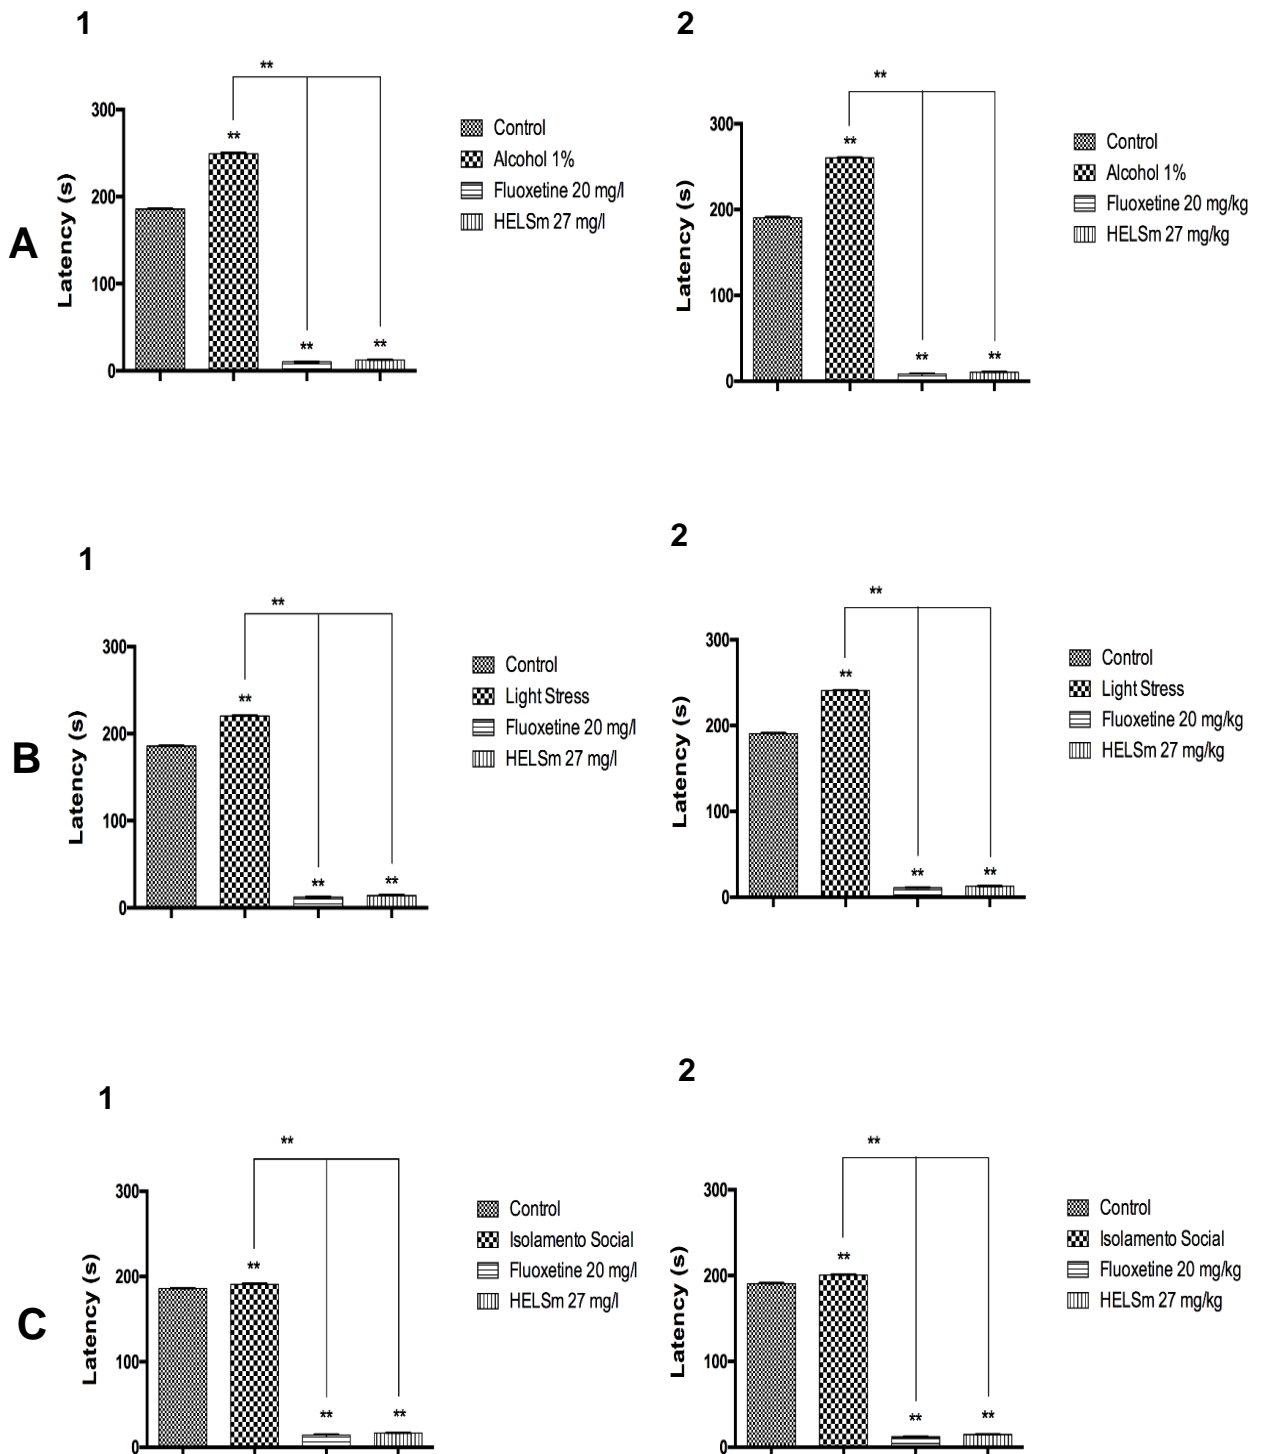 1
2
**
**
300
300
Control
Control
**
**
Alcohol 1%
Alcohol 1%
Fluoxetine 20 mg/l
Fluoxetine 20 mg/kg
HELSm 27 mg/l
HELSm 27 mg/kg
200
200
A
Latency (s)
Latency (s)
100
100
**
**
**
**
0
0
1
2
**
**
300
300
Control
Control
**
**
Light Stress
Light Stress
Fluoxetine 20 mg/l
Fluoxetine 20 mg/kg
HELSm 27 mg/l
HELSm 27 mg/kg
200
200
B
Latency (s)
Latency (s)
100
100
**
**
**
**
0
0
1
2
**
**
300
300
Control
Control
Isolamento Social
Isolamento Social
**
**
Fluoxetine 20 mg/l
Fluoxetine 20 mg/kg
HELSm 27 mg/l
HELSm 27 mg/kg
200
200
C
Latency (s)
Latency (s)
100
100
**
**
**
**
0
0